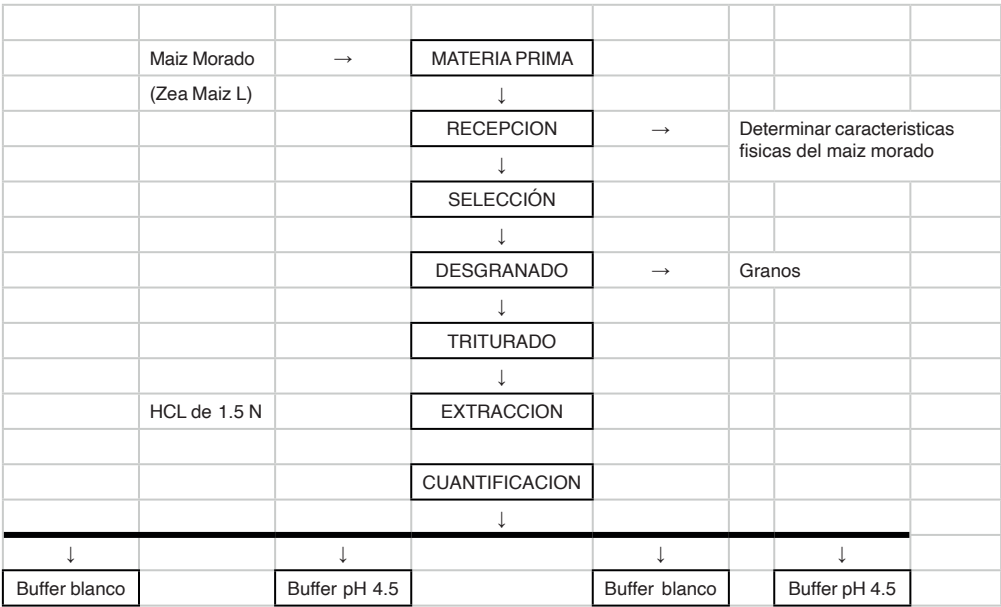 Maiz Morado → MATERIA PRIMA
(Zea Maiz L) ↓
RECEPCION → Determinar caracteristicas
fisicas del maiz morado
↓
SELECCIÓN
↓
DESGRANADO → Granos
↓
TRITURADO
↓
HCL de 1.5 N EXTRACCION
CUANTIFICACION
↓
↓ ↓ ↓ ↓
Buffer blanco Buffer pH 4.5 Buffer blanco Buffer pH 4.5